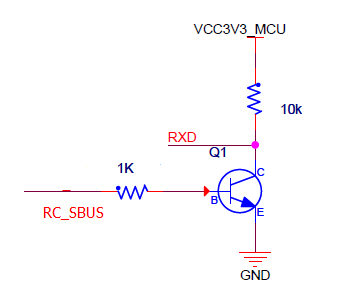 VCC3V3_MCU
10k
RXD
Q1
C
1K
B
E
RC_SBUS
GND